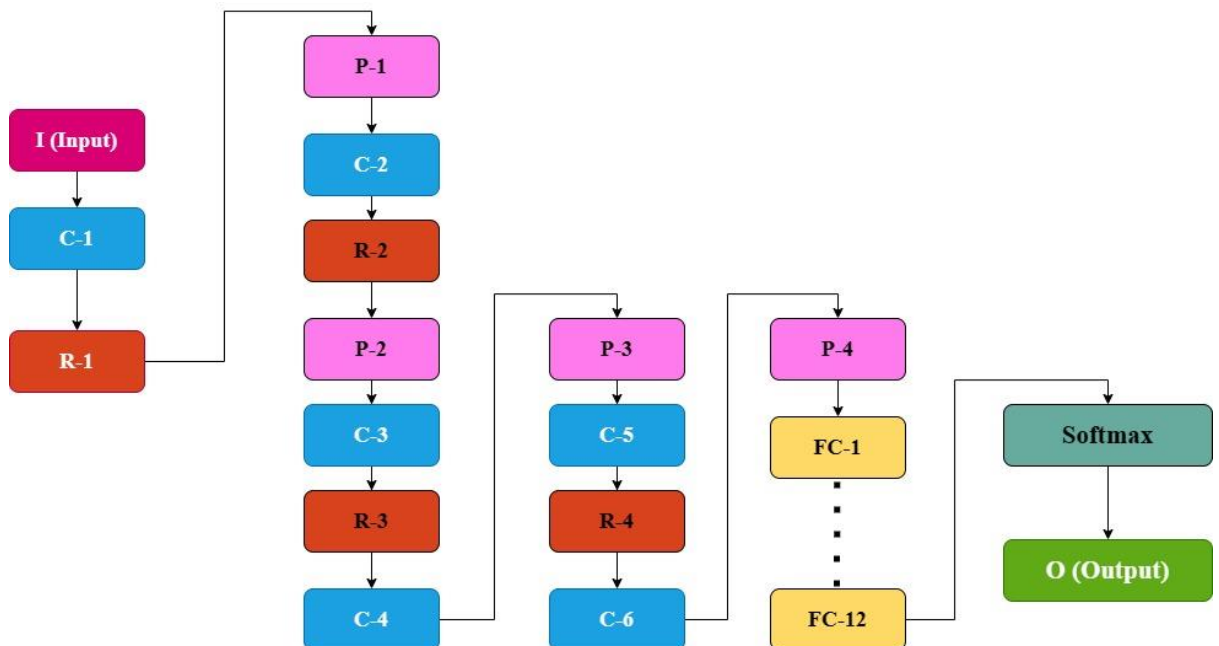 I (Input)
C-1
R-1
P-1
C-2
R-2
P-2
C-3
R-3
C-4
P-3
C-5
R-4
C-6
P-4
FC-1
FC-12
Softmax
O (Output)